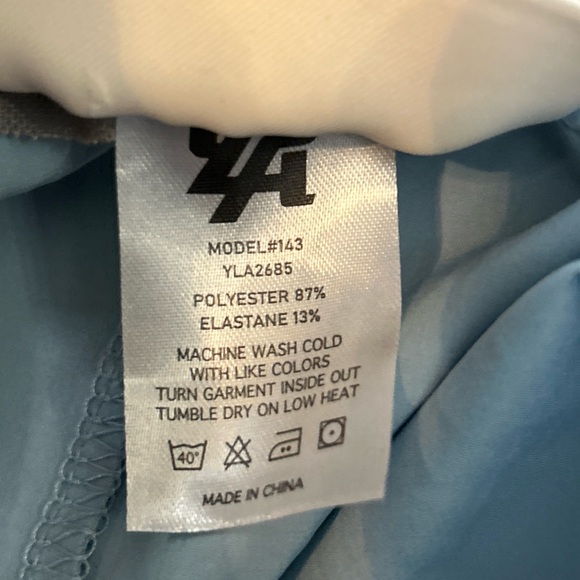 MODEL#143
YLA2685
POLYESTER 87%
ELASTANE 13%
MACHINE WASH COLD
WITH LIKE COLORS
TURN GARMENT INSIDE OUT
TUMBLE DRY ON LOW HEAT
40°
MADE IN CHINA